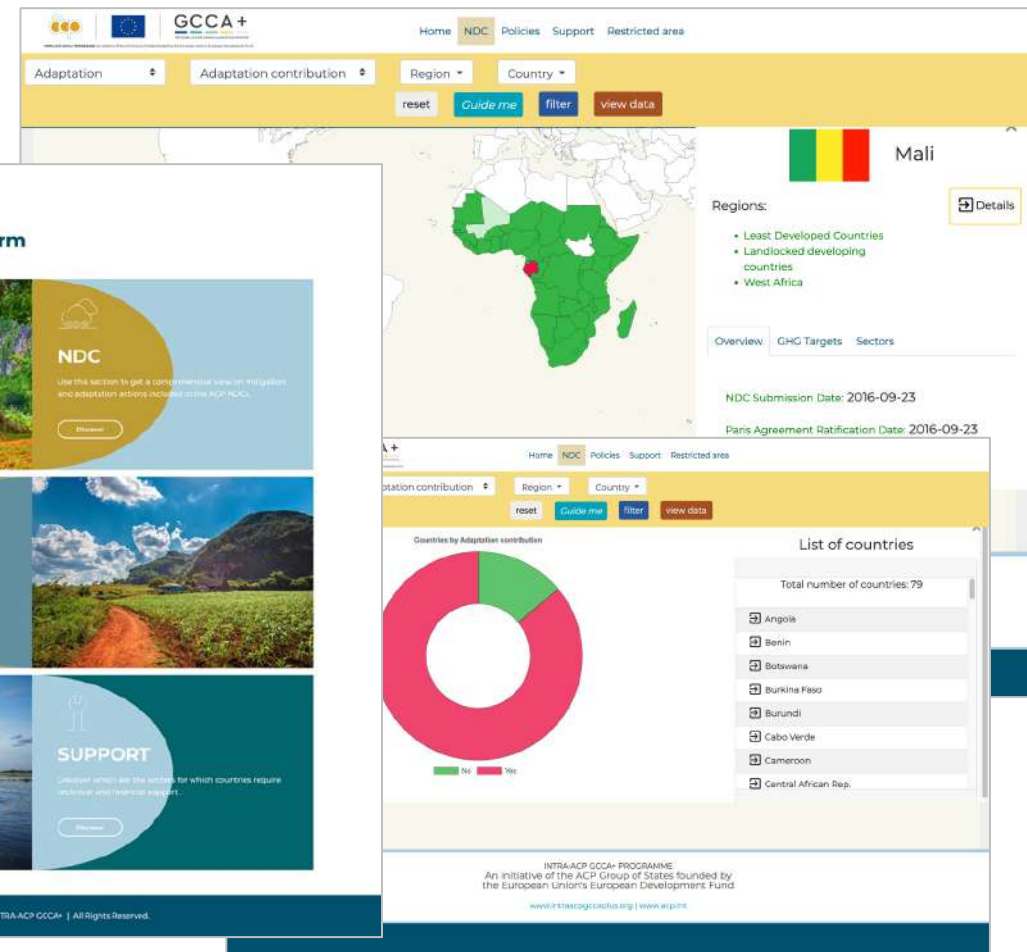 acp
GCCA+
Home NDC Policies Support Restricted area
Adaptation
Adaptation contribution
Region
Country
reset
Guide me
filter
view data
Mali
Regions:
Details
• Least Developed Countries
• Landlocked developing
countries
• West Africa
Overview GHG Targets Sectors
NDC Submission Date: 2016-09-23
Paris Agreement Ratification Date: 2016-09-23
rm
NDC
Use this section to get a comprehensive view on mitigation
and adaptation actions included in the ACP NDCs.
Discover
SUPPORT
Discover which are the sectors for which countries require
technical and financial support.
Discover
TRA-ACP GCCA+ | All Rights Reserved.
A +
Home NDC Policies Support Restricted area
ptation contribution
Region
Country
reset
Guide me
filter
view data
Countries by Adaptation contribution
No Yes
List of countries
Total number of countries: 79
Angola
Benin
Botswana
Burkina Faso
Burundi
Cabo Verde
Cameroon
Central African Rep.
INTRA-ACP GCCA+ PROGRAMME
An initiative of the ACP Group of States founded by
the European Union's European Development Fund
www.intraacpgccaplus.org | www.acp.int